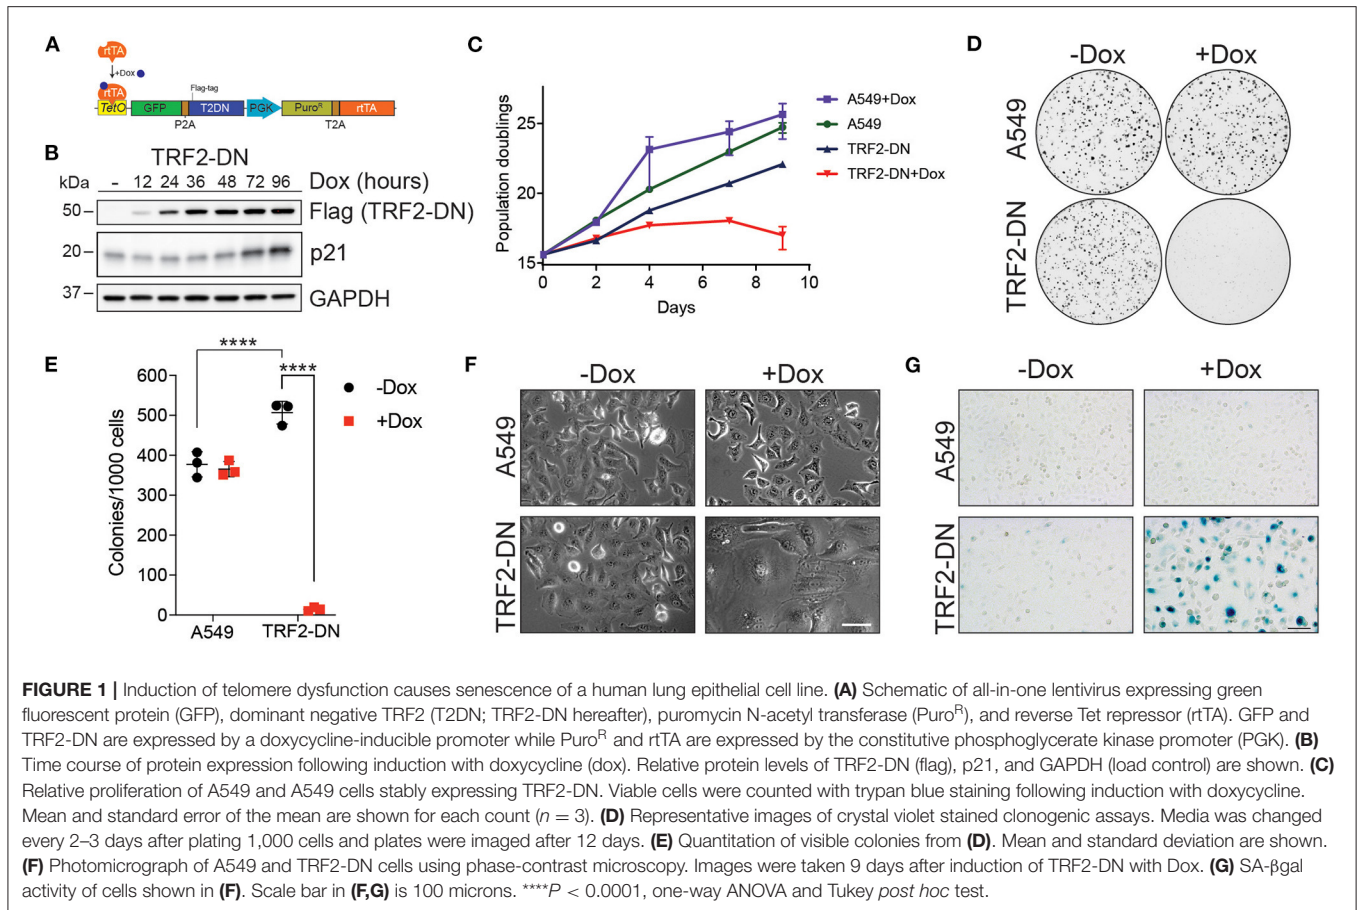 A
rtTA
+Dox
rtTA
Flag-tag
TetO GFP T2DN PGK Puroᴿ rtTA
P2A T2A
B
TRF2-DN
kDa - 12 24 36 48 72 96 Dox (hours)
50 Flag (TRF2-DN)
20 p21
37 GAPDH
C
Population doublings
25
20
15
0 2 4 6 8 10
Days
A549+Dox
A549
TRF2-DN
TRF2-DN+Dox
D
-Dox +Dox
A549
TRF2-DN
E
Colonies/1000 cells
****
****
600
500
400
300
200
100
0
A549 TRF2-DN
-Dox
+Dox
F
-Dox +Dox
A549
TRF2-DN
G
-Dox +Dox
A549
TRF2-DN
FIGURE 1 | Induction of telomere dysfunction causes senescence of a human lung epithelial cell line. (A) Schematic of all-in-one lentivirus expressing green
fluorescent protein (GFP), dominant negative TRF2 (T2DN; TRF2-DN hereafter), puromycin N-acetyl transferase (Puroᴿ), and reverse Tet repressor (rtTA). GFP and
TRF2-DN are expressed by a doxycycline-inducible promoter while Puroᴿ and rtTA are expressed by the constitutive phosphoglycerate kinase promoter (PGK). (B)
Time course of protein expression following induction with doxycycline (dox). Relative protein levels of TRF2-DN (flag), p21, and GAPDH (load control) are shown. (C)
Relative proliferation of A549 and A549 cells stably expressing TRF2-DN. Viable cells were counted with trypan blue staining following induction with doxycycline.
Mean and standard error of the mean are shown for each count (n = 3). (D) Representative images of crystal violet stained clonogenic assays. Media was changed
every 2–3 days after plating 1,000 cells and plates were imaged after 12 days. (E) Quantitation of visible colonies from (D). Mean and standard deviation are shown.
(F) Photomicrograph of A549 and TRF2-DN cells using phase-contrast microscopy. Images were taken 9 days after induction of TRF2-DN with Dox. (G) SA-βgal
activity of cells shown in (F). Scale bar in (F,G) is 100 microns. ****P < 0.0001, one-way ANOVA and Tukey post hoc test.